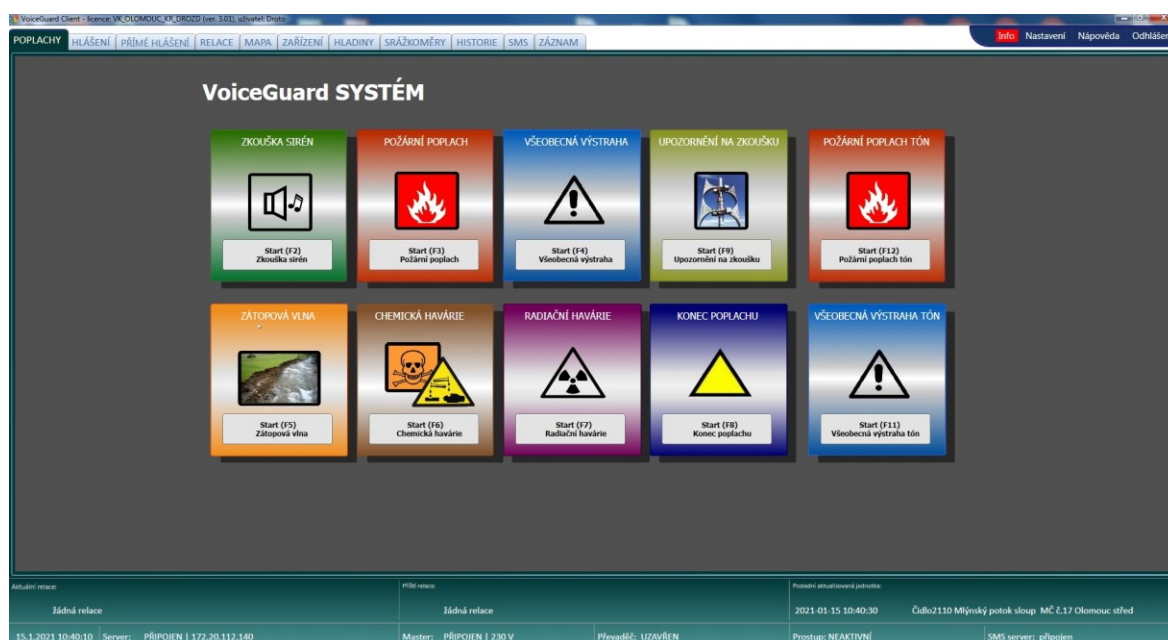 VoiceGuard Client - licence: VK_OLOMOUC_KR_DROZD (ver. 3.01), uživatel: Droto
POPLACHY HLÁŠENÍ PŘÍMÉ HLÁŠENÍ RELACE MAPA ZAŘÍZENÍ HLADINY SRÁŽKOMĚRY HISTORIE SMS ZÁZNAM
Info Nastavení Nápověda Odhlášen
VoiceGuard SYSTÉM
ZKOUŠKA SIRÉN
Start (F2)
Zkouška sirén
POŽÁRNÍ POPLACH
Start (F3)
Požární poplach
VŠEOBECNÁ VÝSTRAHA
Start (F4)
Všeobecná výstraha
UPOZORNĚNÍ NA ZKOUŠKU
Start (F9)
Upozornění na zkoušku
POŽÁRNÍ POPLACH TÓN
Start (F12)
Požární poplach tón
ZÁTOPOVÁ VLNA
Start (F5)
Zátopová vlna
CHEMICKÁ HAVÁRIE
Start (F6)
Chemická havárie
RADIAČNÍ HAVÁRIE
Start (F7)
Radiační havárie
KONEC POPLACHU
Start (F8)
Konec poplachu
VŠEOBECNÁ VÝSTRAHA TÓN
Start (F11)
Všeobecná výstraha tón
Aktuální relace:
žádná relace
Příští relace:
žádná relace
Poslední aktualizovaná jednotka:
2021-01-15 10:40:30 Čidlo2110 Mlýnský potok sloup MČ č.17 Olomouc střed
15.1.2021 10:40:10 Server: PŘIPOJEN | 172.20.112.140 Master: PŘIPOJEN | 230 V Převaděč: UZAVŘEN Prostup: NEAKTIVNÍ SMS server: připojen